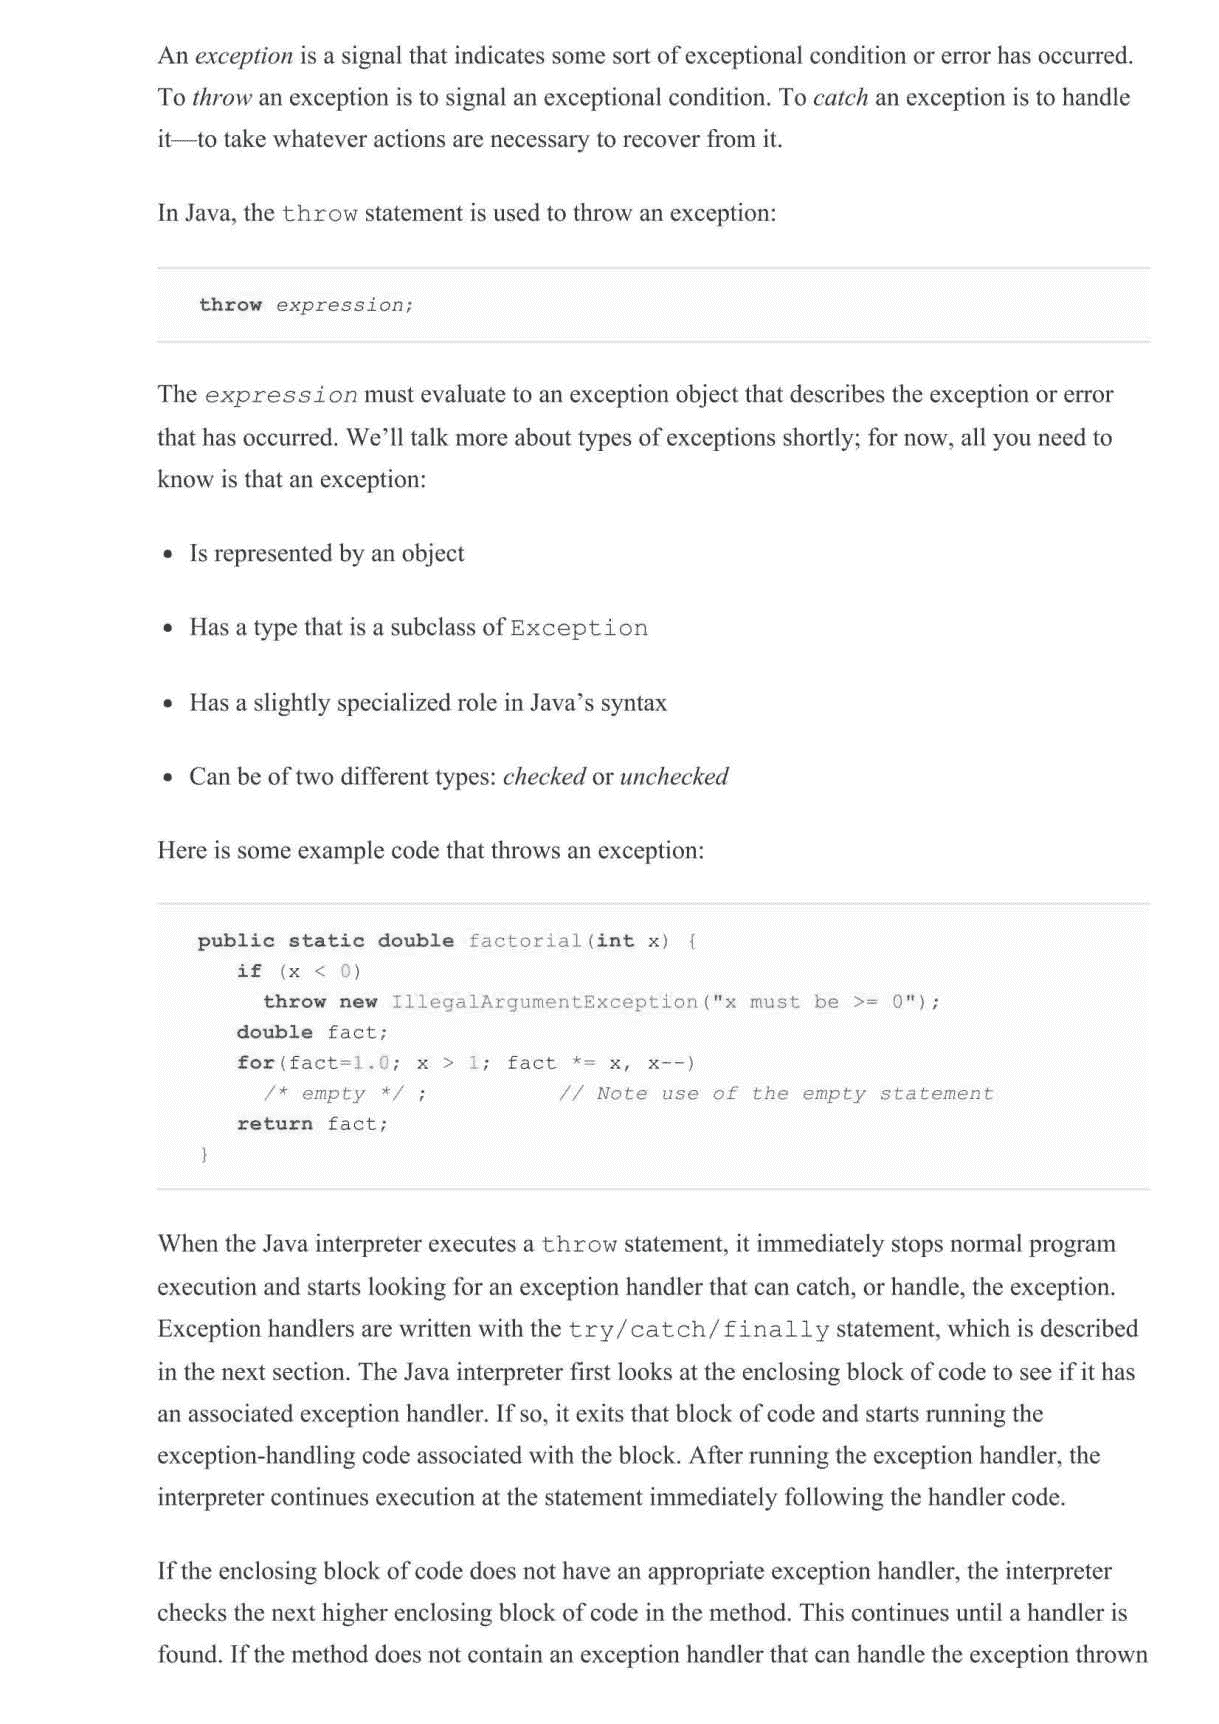 An exception is a signal that indicates some sort of exceptional condition or error has occurred.
To throw an exception is to signal an exceptional condition. To catch an exception is to handle
it—to take whatever actions are necessary to recover from it.
In Java, the throw statement is used to throw an exception:
throw expression;
The expression must evaluate to an exception object that describes the exception or error
that has occurred. We’ll talk more about types of exceptions shortly; for now, all you need to
know is that an exception:
• Is represented by an object
• Has a type that is a subclass of Exception
• Has a slightly specialized role in Java’s syntax
• Can be of two different types: checked or unchecked
Here is some example code that throws an exception:
public static double factorial(int x) {
if (x < 0)
throw new IllegalArgumentException("x must be >= 0");
double fact;
for(fact=1.0; x > 1; fact *= x, x--)
/* empty */ ; // Note use of the empty statement
return fact;
}
When the Java interpreter executes a throw statement, it immediately stops normal program
execution and starts looking for an exception handler that can catch, or handle, the exception.
Exception handlers are written with the try/catch/finally statement, which is described
in the next section. The Java interpreter first looks at the enclosing block of code to see if it has
an associated exception handler. If so, it exits that block of code and starts running the
exception-handling code associated with the block. After running the exception handler, the
interpreter continues execution at the statement immediately following the handler code.
If the enclosing block of code does not have an appropriate exception handler, the interpreter
checks the next higher enclosing block of code in the method. This continues until a handler is
found. If the method does not contain an exception handler that can handle the exception thrown